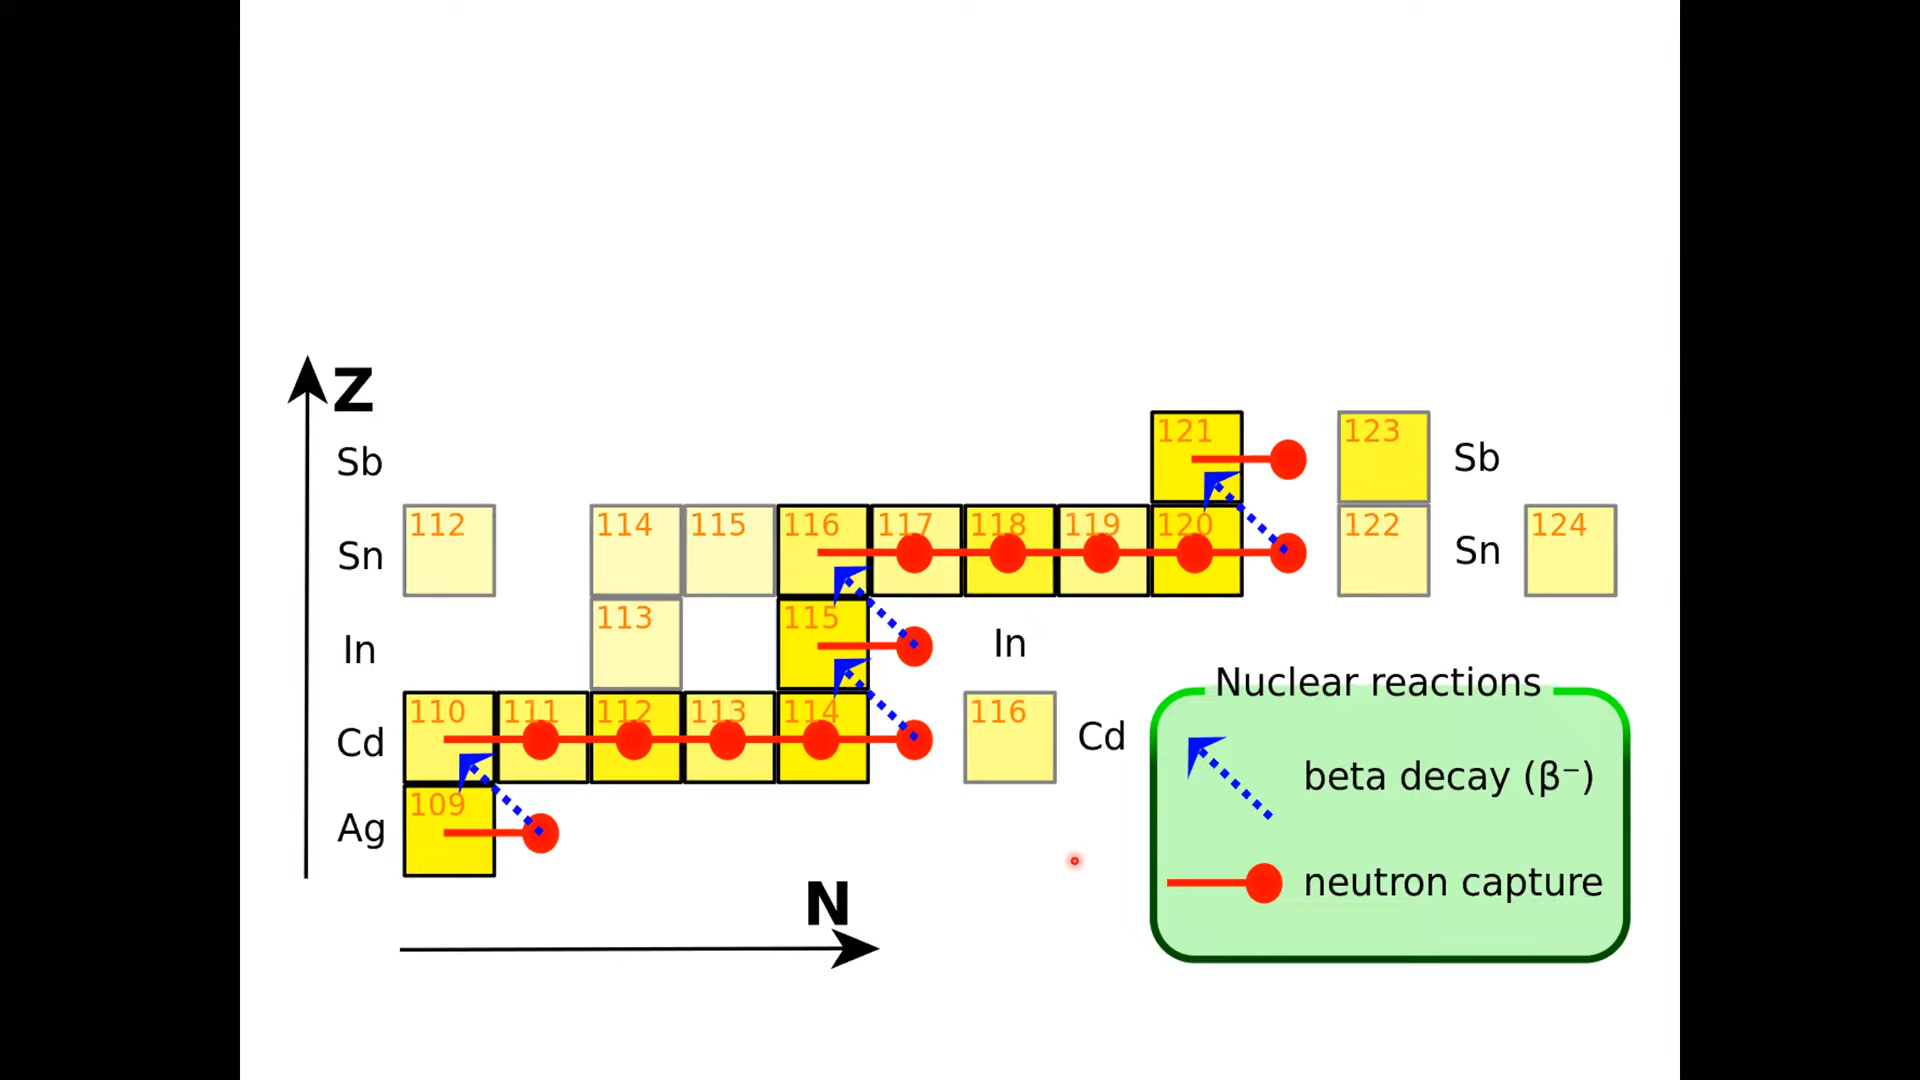 Z
121 123
Sb Sb
112 114 115 116 117 118 119 120 122 124
Sn Sn
113 115
In In
110 111 112 113 114 116
Cd Cd
109
Ag
N
Nuclear reactions
beta decay (β⁻)
neutron capture